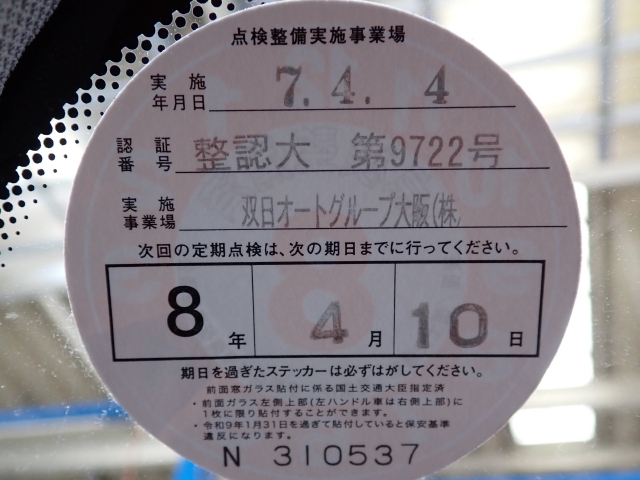 点検整備実施事業場
実施
年月日 7.4.4
認証
番号 整認大 第9722号
実施
事業場 双日オートグループ大阪(株)
次回の定期点検は、次の期日までに行ってください。
8年 4月 10日
期日を過ぎたステッカーは必ずはがしてください。
前面窓ガラス貼付に係る国土交通大臣指定済
・前面ガラス左側上部(左ハンドル車は右側上部)に
1枚に限り貼付することができます。
・令和9年1月31日を過ぎて貼付していると保安基準
違反になります。
N 310537